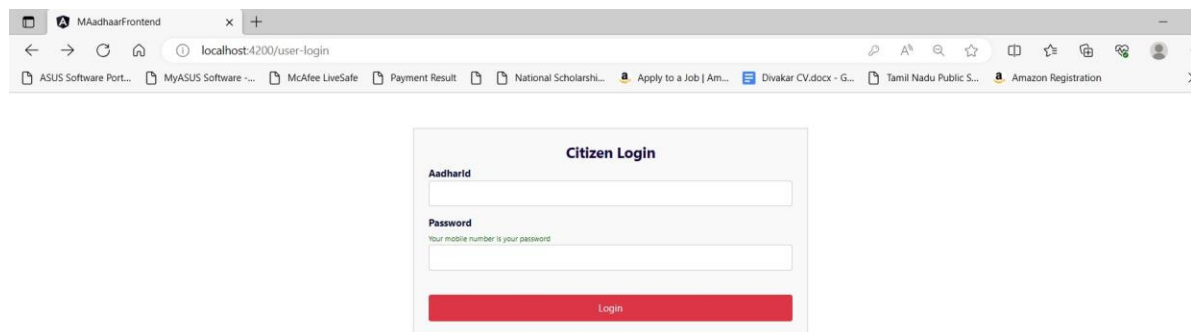 MAadhaarFrontend
localhost:4200/user-login
ASUS Software Port... MyASUS Software -... McAfee LiveSafe Payment Result National Scholarshi... Apply to a Job | Am... Divakar CV.docx - G... Tamil Nadu Public S... Amazon Registration
Citizen Login
AadharId
Password
Your mobile number is your password
Login